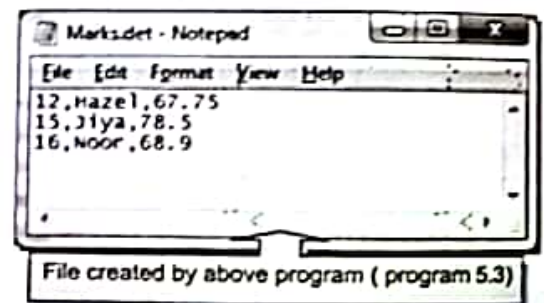 Marks.det - Notepad
File Edit Format View Help
12,Hazel,67.75
15,Jiya,78.5
16,Noor,68.9
File created by above program ( program 5.3)